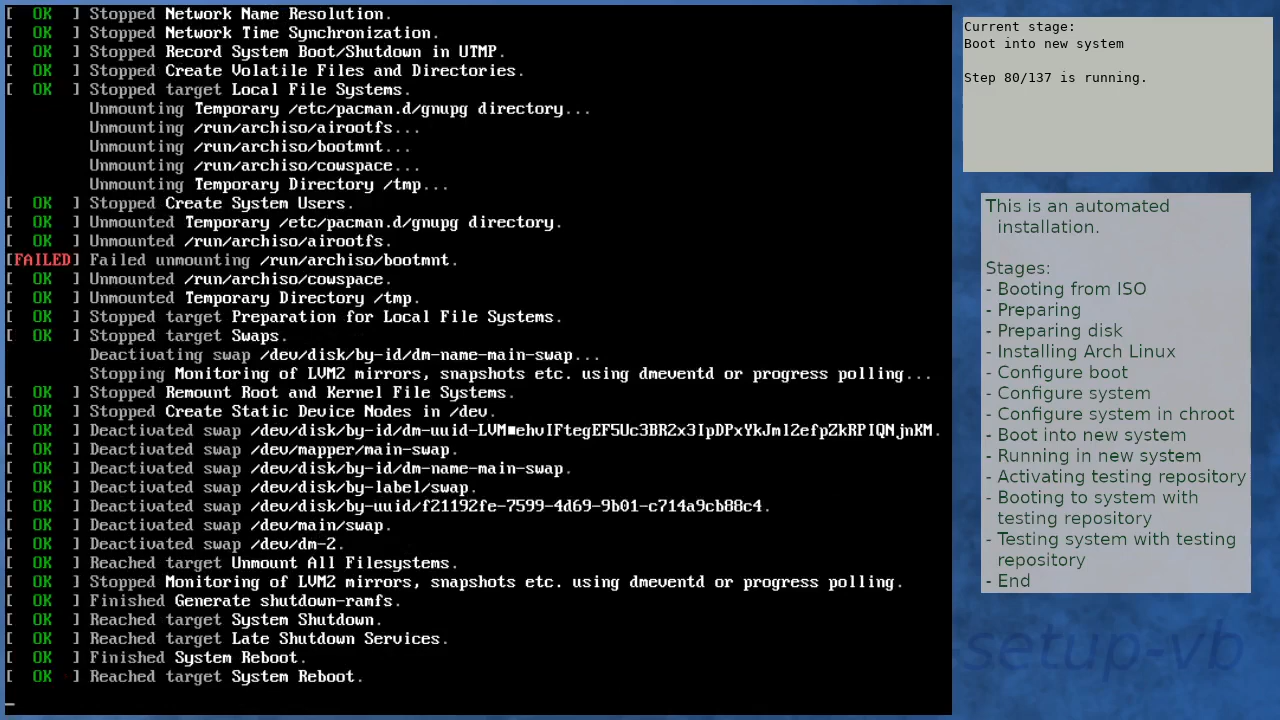 [  OK  ] Stopped Network Name Resolution.
[  OK  ] Stopped Network Time Synchronization.
[  OK  ] Stopped Record System Boot/Shutdown in UTMP.
[  OK  ] Stopped Create Volatile Files and Directories.
[  OK  ] Stopped target Local File Systems.
Unmounting Temporary /etc/pacman.d/gnupg directory...
Unmounting /run/archiso/airootfs...
Unmounting /run/archiso/bootmnt...
Unmounting /run/archiso/cowspace...
Unmounting Temporary Directory /tmp...
[  OK  ] Stopped Create System Users.
[  OK  ] Unmounted Temporary /etc/pacman.d/gnupg directory.
[  OK  ] Unmounted /run/archiso/airootfs.
[FAILED] Failed unmounting /run/archiso/bootmnt.
[  OK  ] Unmounted /run/archiso/cowspace.
[  OK  ] Unmounted Temporary Directory /tmp.
[  OK  ] Stopped target Preparation for Local File Systems.
[  OK  ] Stopped target Swaps.
Deactivating swap /dev/disk/by-id/dm-name-main-swap...
Stopping Monitoring of LVM2 mirrors, snapshots etc. using dmeventd or progress polling...
[  OK  ] Stopped Remount Root and Kernel File Systems.
[  OK  ] Stopped Create Static Device Nodes in /dev.
[  OK  ] Deactivated swap /dev/disk/by-id/dm-uuid-LVM■ehvIFtegEF5Uc3BR2x3IpDPxYkJml2efpZkRPIQNjnKM.
[  OK  ] Deactivated swap /dev/mapper/main-swap.
[  OK  ] Deactivated swap /dev/disk/by-id/dm-name-main-swap.
[  OK  ] Deactivated swap /dev/disk/by-label/swap.
[  OK  ] Deactivated swap /dev/disk/by-uuid/f21192fe-7599-4d69-9b01-c714a9cb88c4.
[  OK  ] Deactivated swap /dev/main/swap.
[  OK  ] Deactivated swap /dev/dm-2.
[  OK  ] Reached target Unmount All Filesystems.
[  OK  ] Stopped Monitoring of LVM2 mirrors, snapshots etc. using dmeventd or progress polling.
[  OK  ] Finished Generate shutdown-ramfs.
[  OK  ] Reached target System Shutdown.
[  OK  ] Reached target Late Shutdown Services.
[  OK  ] Finished System Reboot.
[  OK  ] Reached target System Reboot.
Current stage:
Boot into new system
Step 80/137 is running.
This is an automated
installation.
Stages:
- Booting from ISO
- Preparing
- Preparing disk
- Installing Arch Linux
- Configure boot
- Configure system
- Configure system in chroot
- Boot into new system
- Running in new system
- Activating testing repository
- Booting to system with
testing repository
- Testing system with testing
repository
- End
-setup-vb